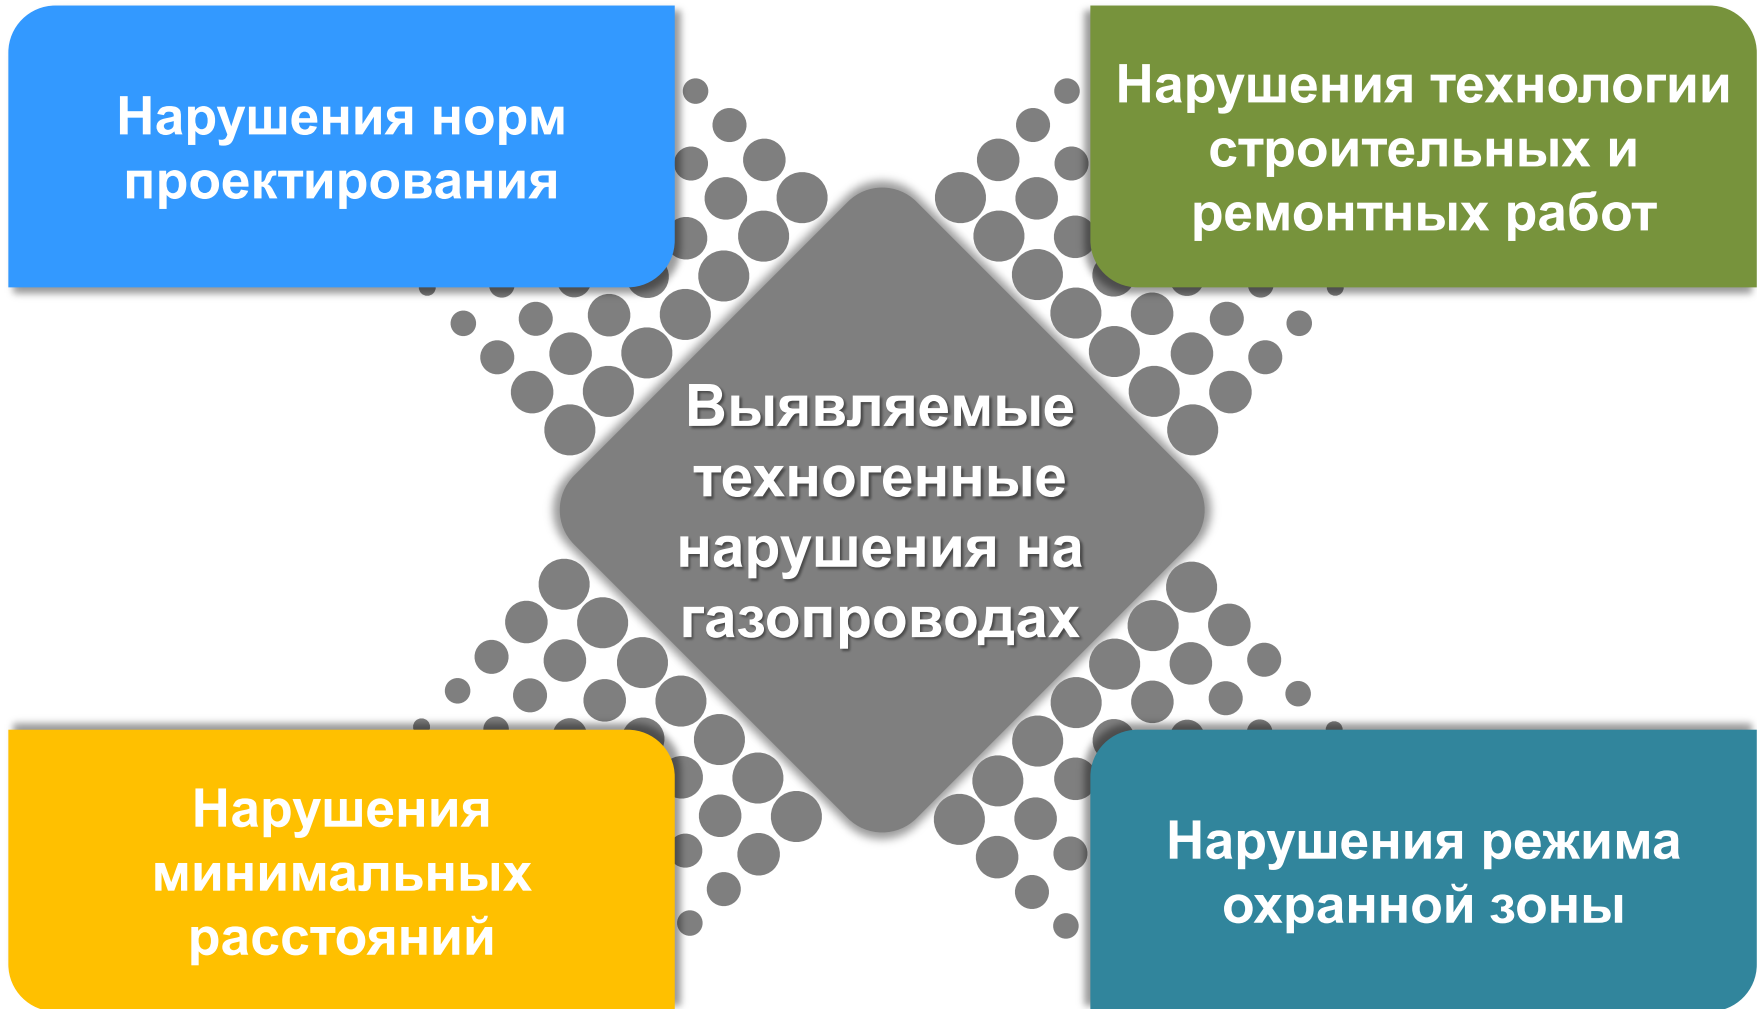 Нарушения норм
проектирования
Нарушения технологии
строительных и
ремонтных работ
Выявляемые
техногенные
нарушения на
газопроводах
Нарушения
минимальных
расстояний
Нарушения режима
охранной зоны